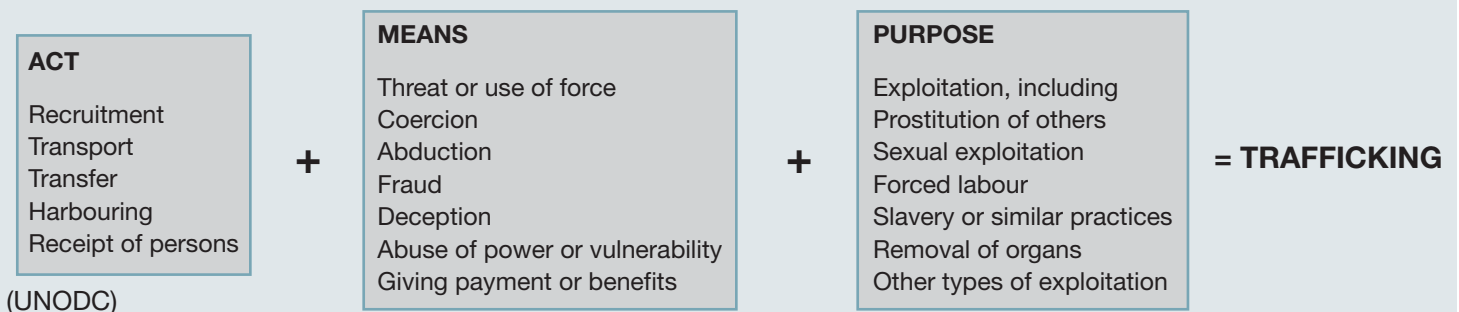 ACT
Recruitment
Transport
Transfer
Harbouring
Receipt of persons
+
MEANS
Threat or use of force
Coercion
Abduction
Fraud
Deception
Abuse of power or vulnerability
Giving payment or benefits
+
PURPOSE
Exploitation, including
Prostitution of others
Sexual exploitation
Forced labour
Slavery or similar practices
Removal of organs
Other types of exploitation
= TRAFFICKING
(UNODC)